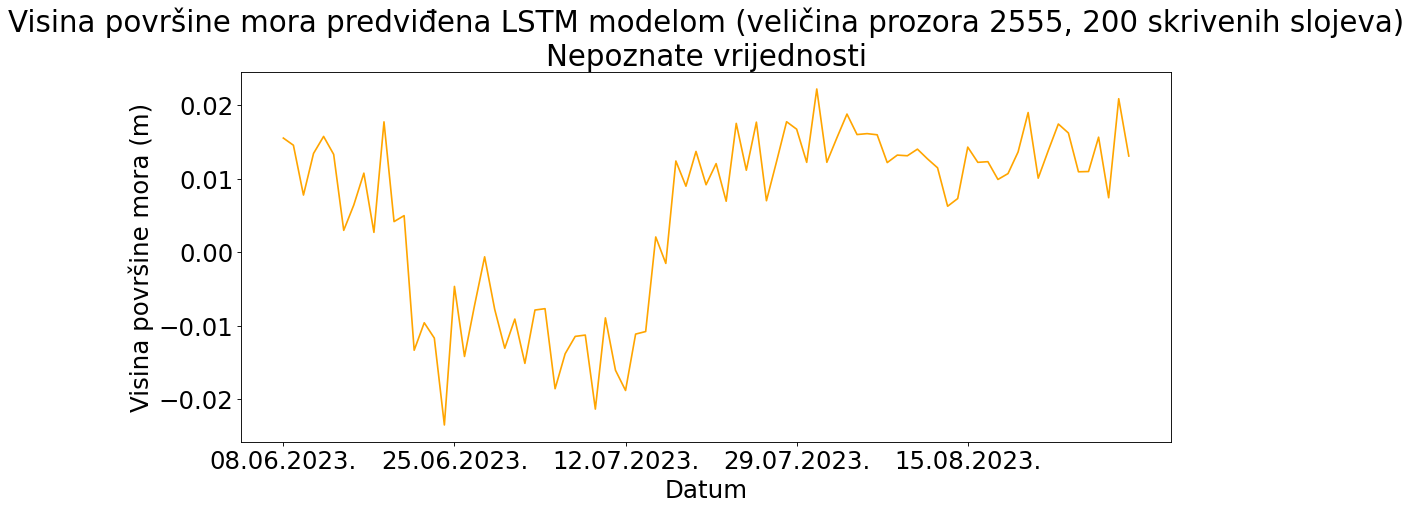 Visina površine mora predviđena LSTM modelom (veličina prozora 2555, 200 skrivenih slojeva)
Nepoznate vrijednosti
Visina površine mora (m)
0.02
0.01
0.00
−0.01
−0.02
08.06.2023. 25.06.2023. 12.07.2023. 29.07.2023. 15.08.2023.
Datum